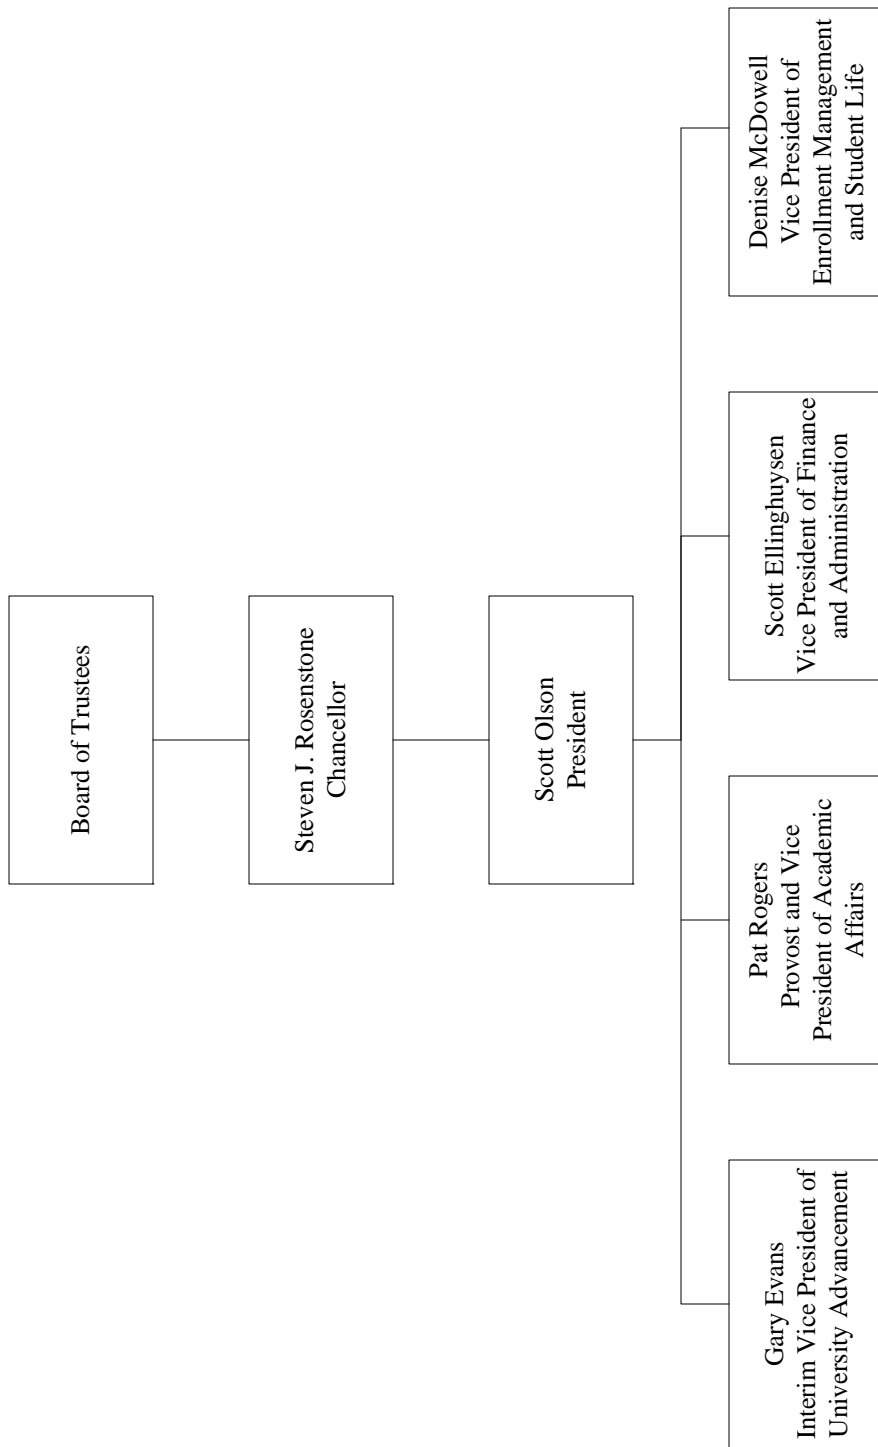 Board of Trustees
Steven J. Rosenstone
Chancellor
Scott Olson
President
Gary Evans
Interim Vice President of
University Advancement
Pat Rogers
Provost and Vice
President of Academic
Affairs
Scott Ellinghuysen
Vice President of Finance
and Administration
Denise McDowell
Vice President of
Enrollment Management
and Student Life